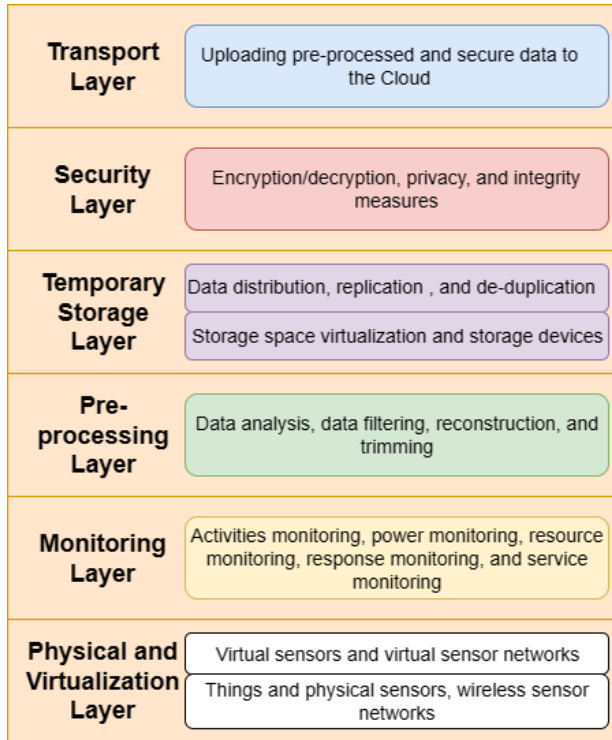 Transport
Layer
Uploading pre-processed and secure data to
the Cloud
Security
Layer
Encryption/decryption, privacy, and integrity
measures
Temporary
Storage
Layer
Data distribution, replication , and de-duplication
Storage space virtualization and storage devices
Pre-
processing
Layer
Data analysis, data filtering, reconstruction, and
trimming
Monitoring
Layer
Activities monitoring, power monitoring, resource
monitoring, response monitoring, and service
monitoring
Physical and
Virtualization
Layer
Virtual sensors and virtual sensor networks
Things and physical sensors, wireless sensor
networks